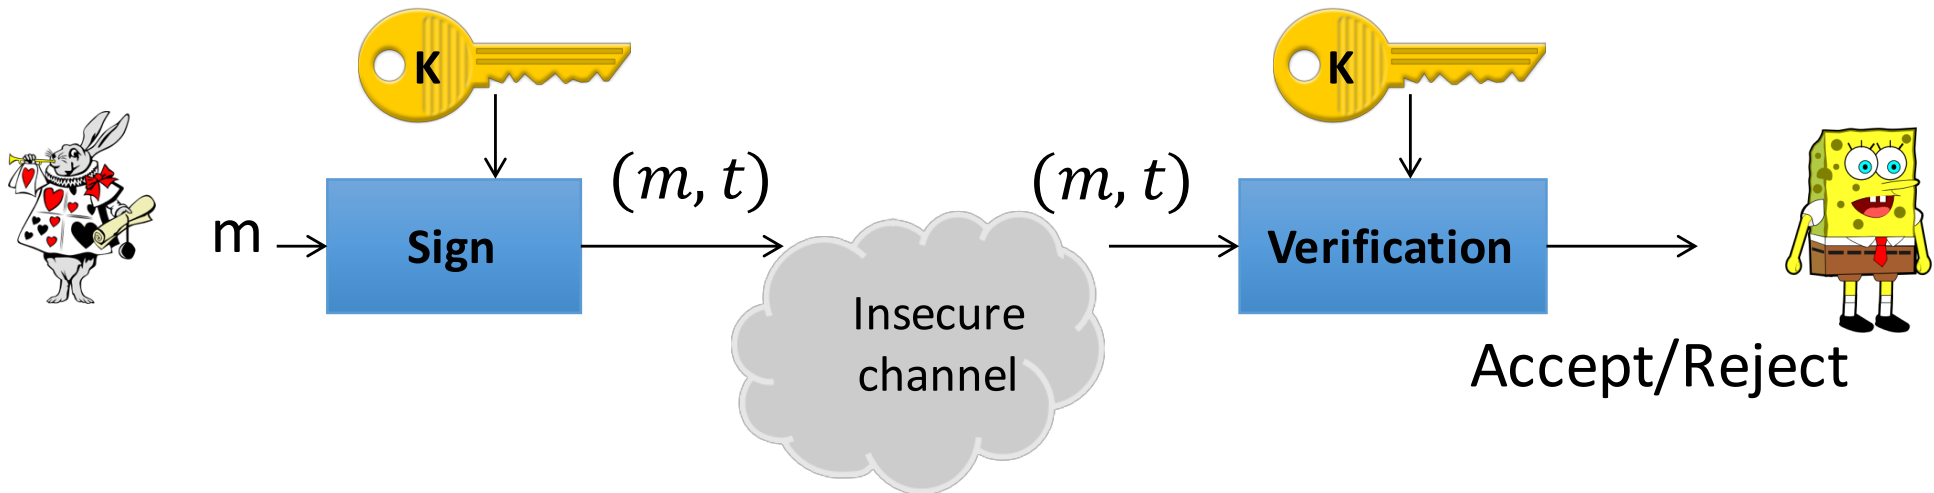 K
K
(m, t)
(m, t)
m
Sign
Verification
Insecure
channel
Accept/Reject